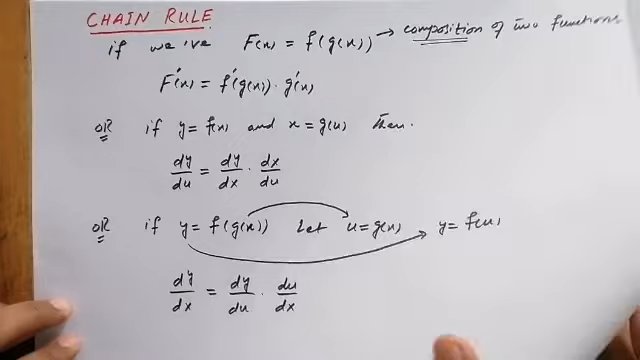 CHAIN RULE
if we've F(x) = f(g(x)) → composition of two functions
F'(x) = f'(g(x)) · g'(x)
OR if y = f(x) and x = g(u) then.
dy/du = dy/dx · dx/du
OR if y = f(g(x)) Let u = g(x) y = f(u)
dy/dx = dy/du · du/dx